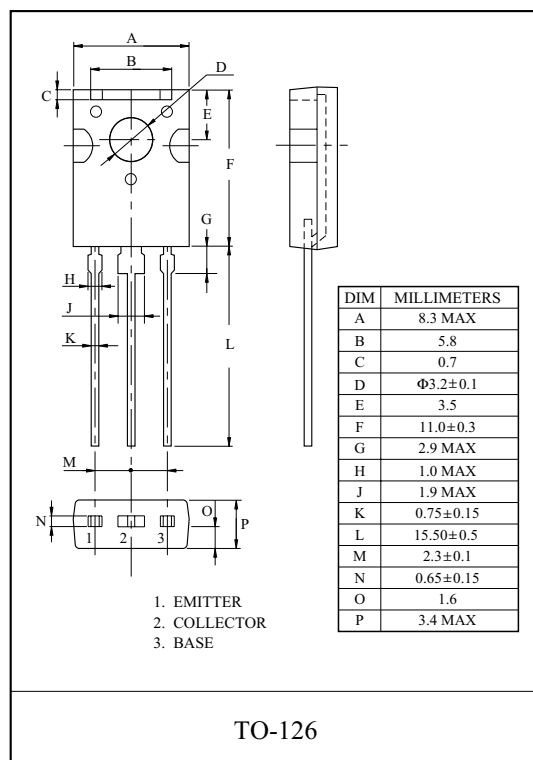 A
B
D
C
E
F
G
H
J
L
K
M
O
N
P
1 2 3
1. EMITTER
2. COLLECTOR
3. BASE
DIM MILLIMETERS
A 8.3 MAX
B 5.8
C 0.7
D Φ3.2±0.1
E 3.5
F 11.0±0.3
G 2.9 MAX
H 1.0 MAX
J 1.9 MAX
K 0.75±0.15
L 15.50±0.5
M 2.3±0.1
N 0.65±0.15
O 1.6
P 3.4 MAX
TO-126